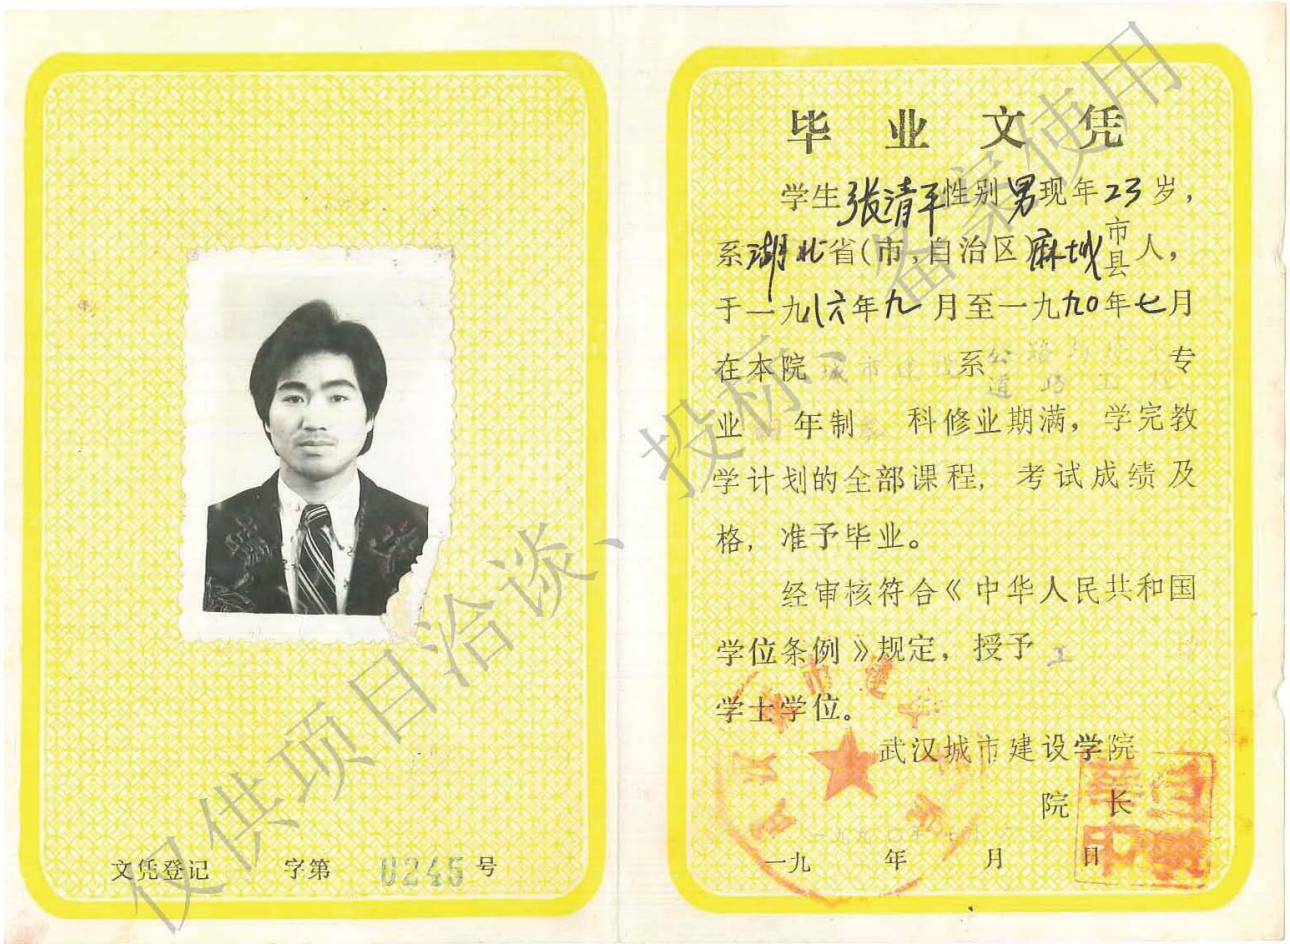 文凭登记 字第 0245 号
毕业文凭
学生张清平性别男现年23岁，
系湖北省(市,自治区)麻城市县人，
于一九八六年九月至一九九0年七月
在本院城市建设系 专
业 年制 科修业期满，学完教
学计划的全部课程，考试成绩及
格，准予毕业。
经审核符合《中华人民共和国
学位条例》规定，授予工
学士学位。
武汉城市建设学院
院 长
一九 年 月 日
仅供项目洽谈、投标、备案使用